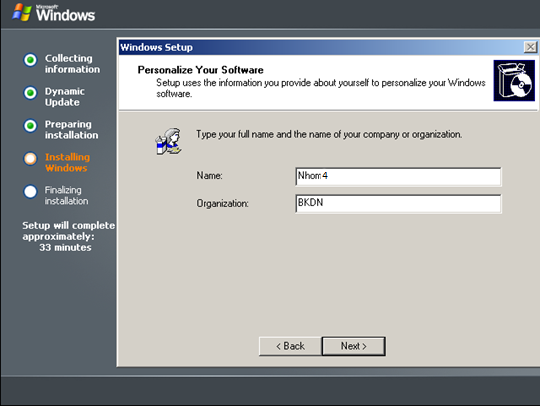 Microsoft
Windows
Collecting
information
Dynamic
Update
Preparing
installation
Installing
Windows
Finalizing
installation
Setup will complete
approximately:
33 minutes
Windows Setup
Personalize Your Software
Setup uses the information you provide about yourself to personalize your Windows
software.
Type your full name and the name of your company or organization.
Name: Nhom4
Organization: BKDN
< Back Next >